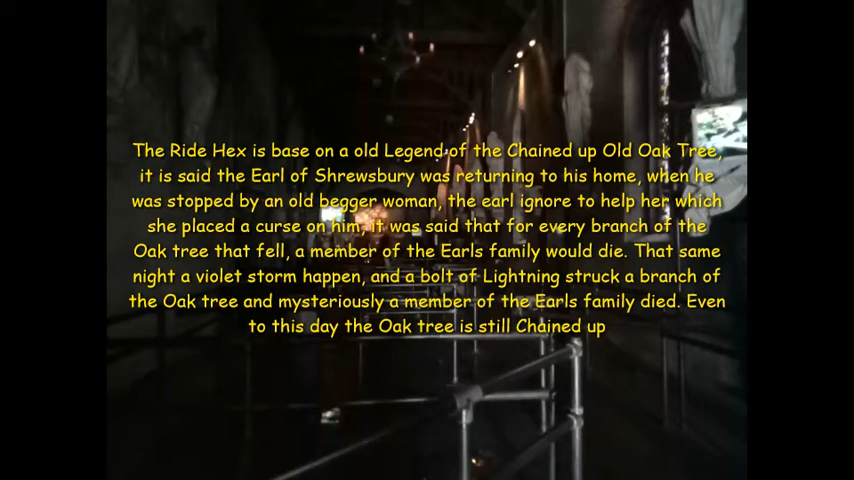 The Ride Hex is base on a old Legend of the Chained up Old Oak Tree,
it is said the Earl of Shrewsbury was returning to his home, when he
was stopped by an old begger woman, the earl ignore to help her which
she placed a curse on him, it was said that for every branch of the
Oak tree that fell, a member of the Earls family would die. That same
night a violet storm happen, and a bolt of Lightning struck a branch of
the Oak tree and mysteriously a member of the Earls family died. Even
to this day the Oak tree is still Chained up